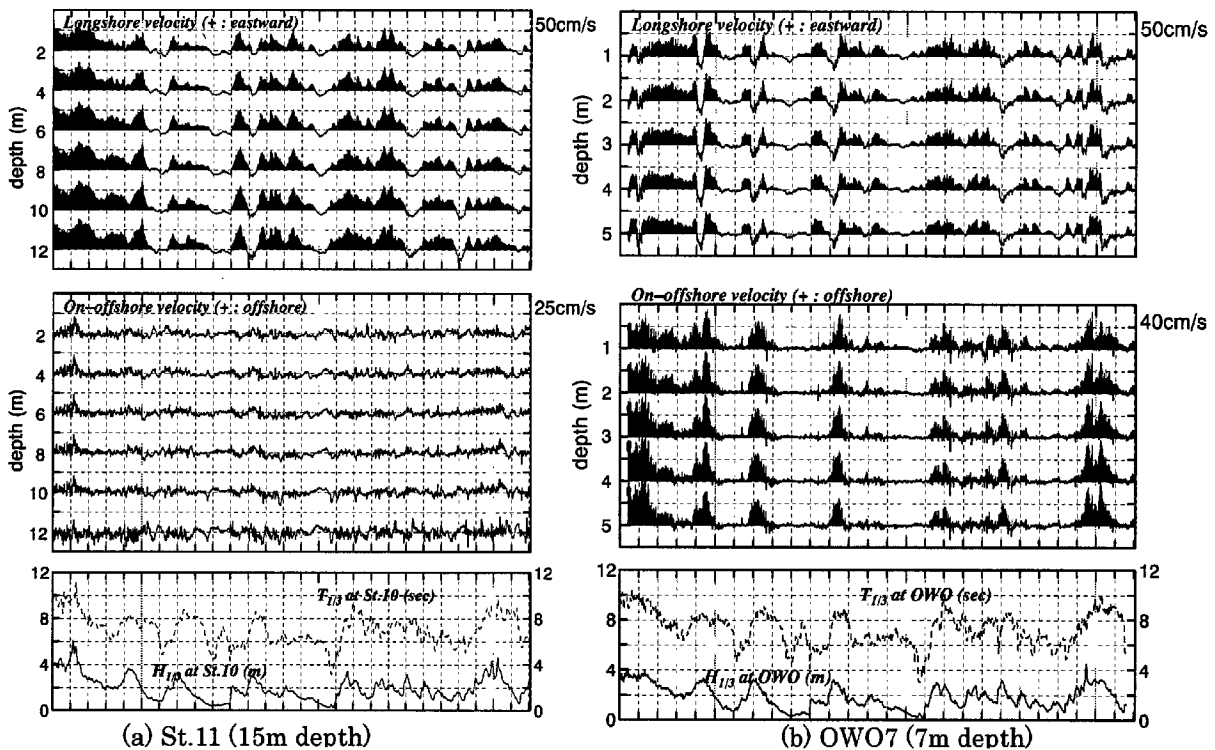 Longshore velocity (+ : eastward)
50cm/s
depth (m)
2
4
6
8
10
12
On-offshore velocity (+ : offshore)
25cm/s
depth (m)
2
4
6
8
10
12
12
8
4
0
12
8
4
0
T1/3 at St.10 (sec)
H1/3 at St.10 (m)
(a) St.11 (15m depth)
Longshore velocity (+ : eastward)
50cm/s
depth (m)
1
2
3
4
5
On-offshore velocity (+ : offshore)
40cm/s
depth (m)
1
2
3
4
5
12
8
4
0
12
8
4
0
T1/3 at OWO (sec)
H1/3 at OWO (m)
(b) OWO7 (7m depth)